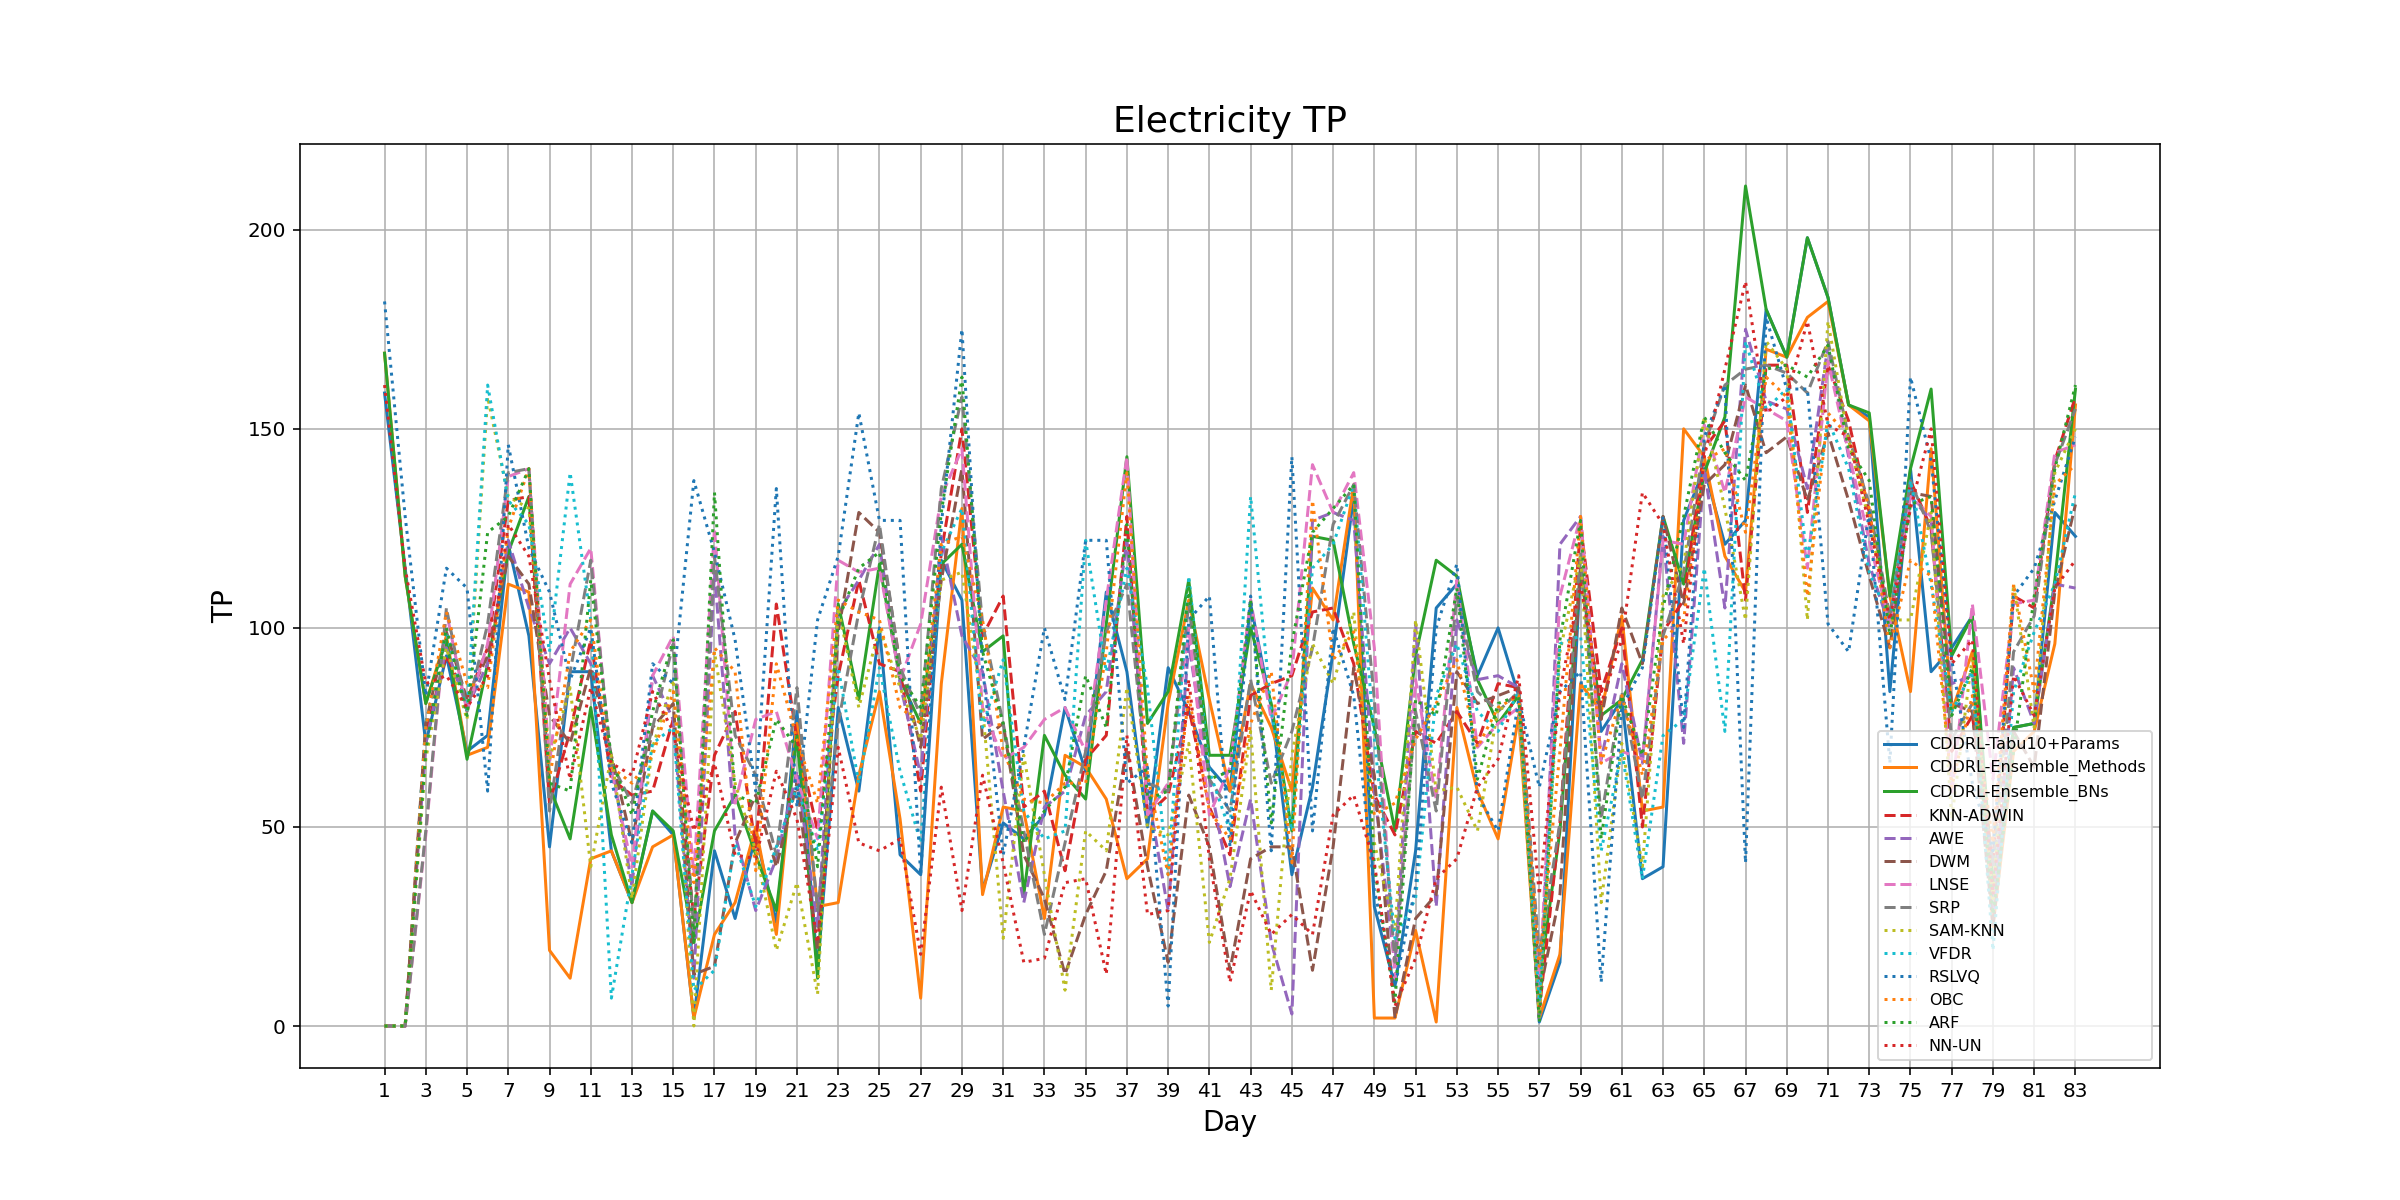 Electricity TP
TP
200
150
100
50
0
CDDRL-Tabu10+Params
CDDRL-Ensemble_Methods
CDDRL-Ensemble_BNs
KNN-ADWIN
AWE
DWM
LNSE
SRP
SAM-KNN
VFDR
RSLVQ
OBC
ARF
NN-UN
1 3 5 7 9 11 13 15 17 19 21 23 25 27 29 31 33 35 37 39 41 43 45 47 49 51 53 55 57 59 61 63 65 67 69 71 73 75 77 79 81 83
Day